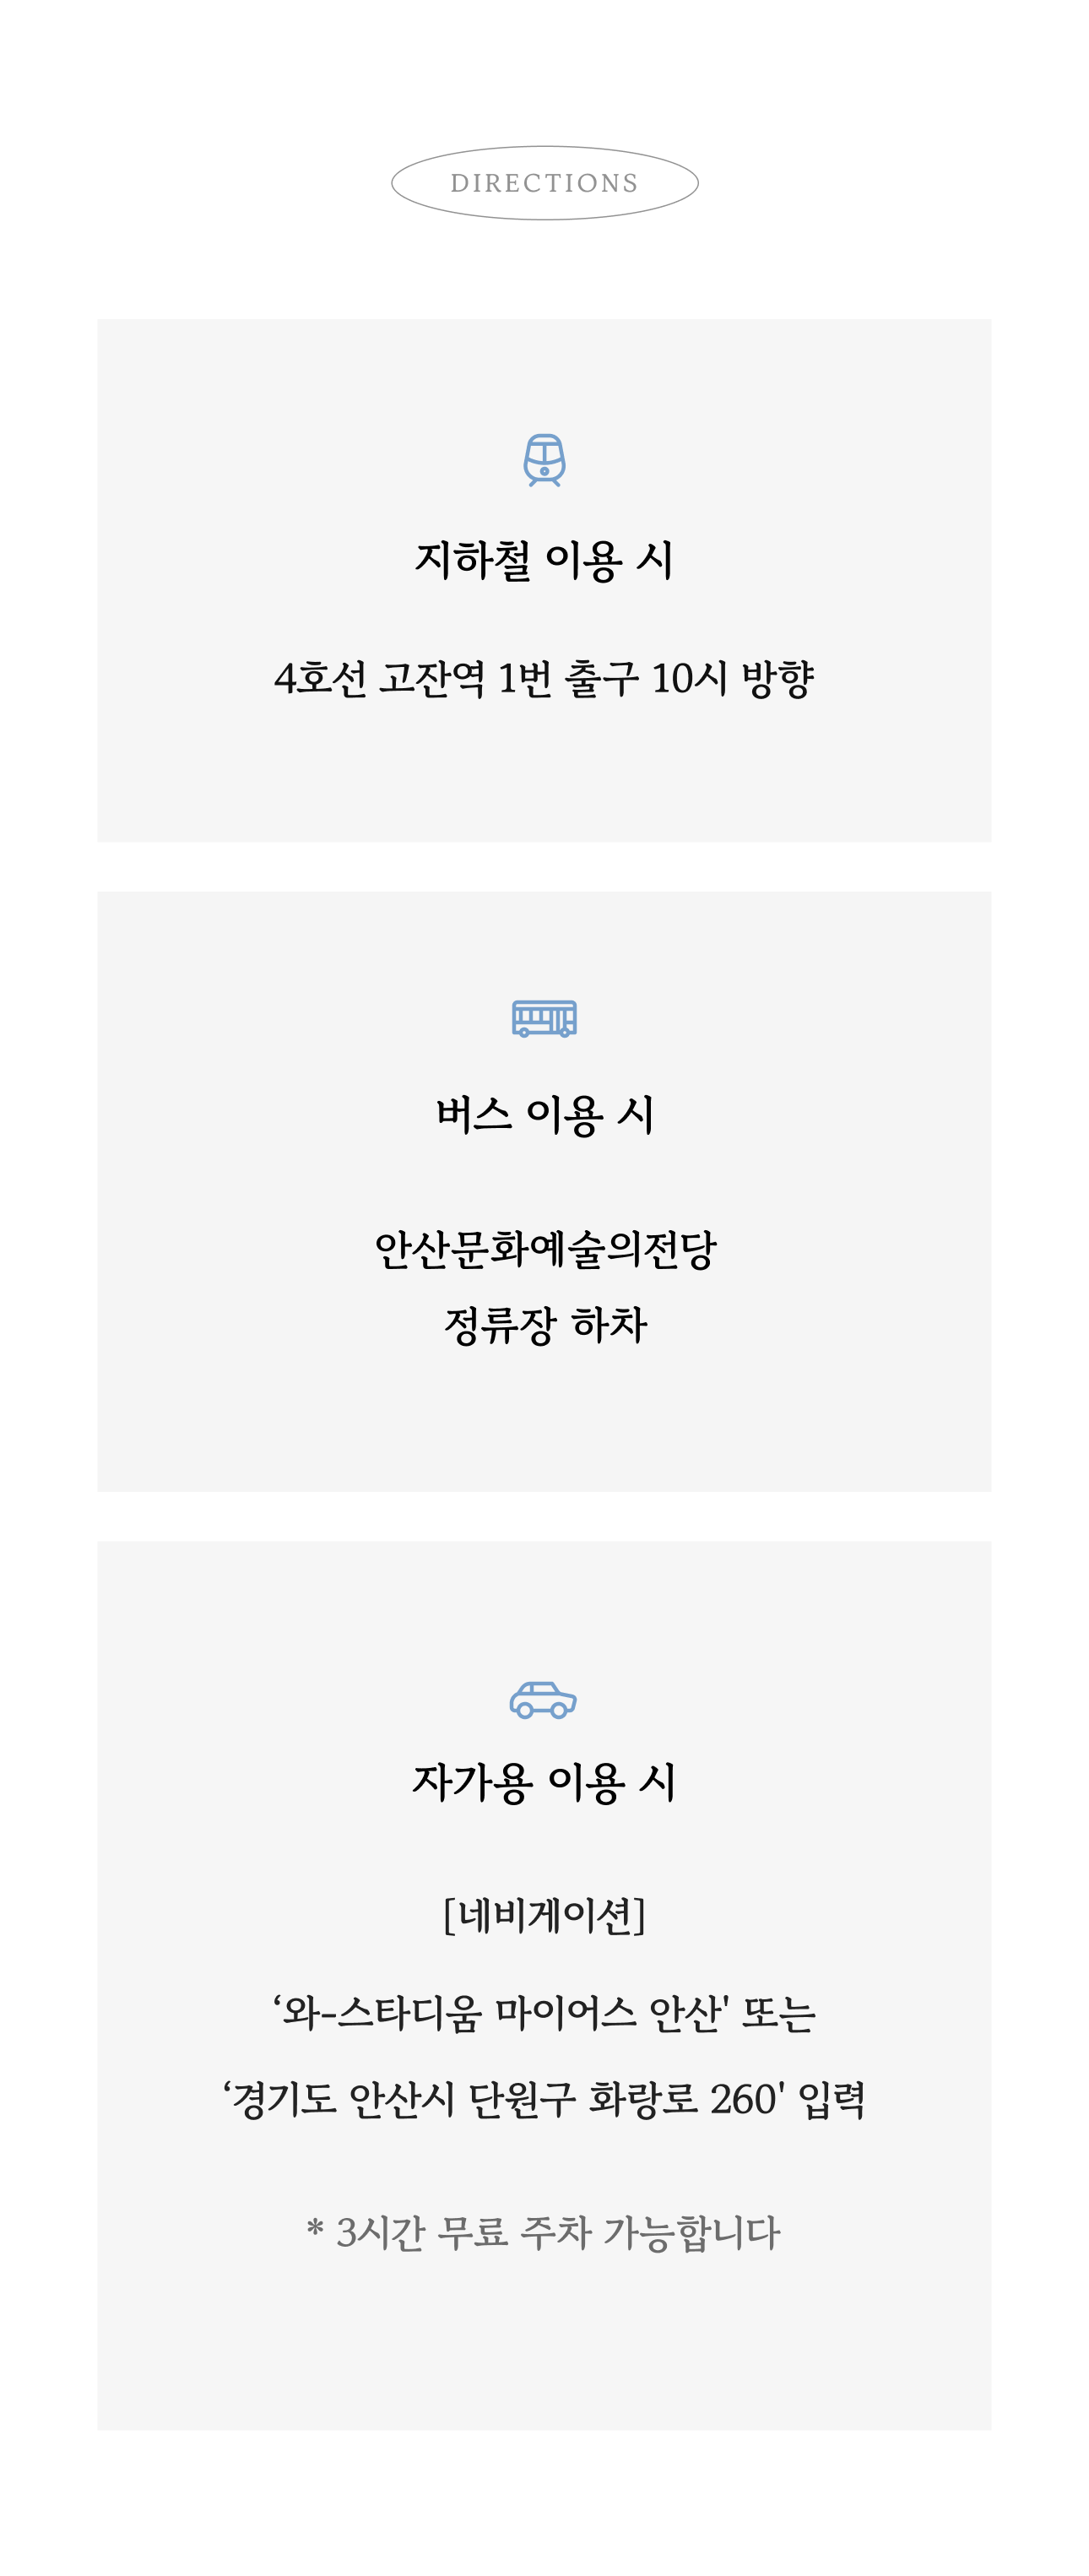 DIRECTIONS
지하철 이용 시
4호선 고잔역 1번 출구 10시 방향
버스 이용 시
안산문화예술의전당
정류장 하차
자가용 이용 시
[네비게이션]
‘와-스타디움 마이어스 안산' 또는
‘경기도 안산시 단원구 화랑로 260' 입력
* 3시간 무료 주차 가능합니다